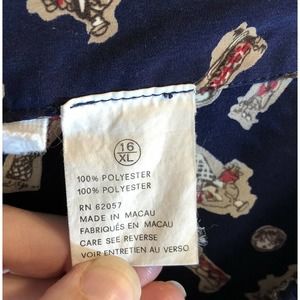 16
XL
100% POLYESTER
100% POLYESTER
RN 62057
MADE IN MACAU
FABRIQUÉS EN MACAU
CARE SEE REVERSE
VOIR ENTRETIEN AU VERSO